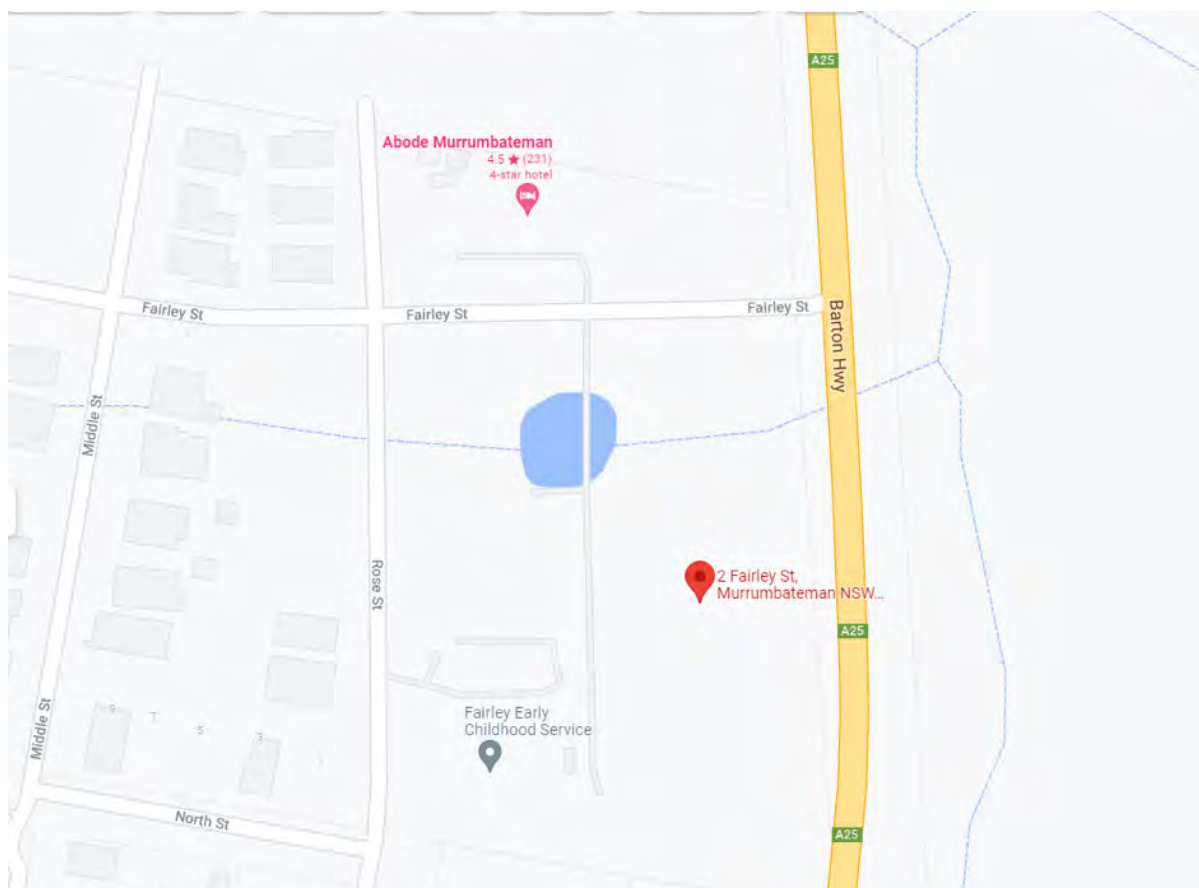 A25
Abode Murrumbateman
4.5 ★ (231)
4-star hotel
Fairley St
Fairley St
Fairley St
Barton Hwy
Middle St
Rose St
2 Fairley St,
Murrumbateman NSW...
A25
Fairley Early
Childhood Service
9 7 5 3 1
Middle St
North St
A25